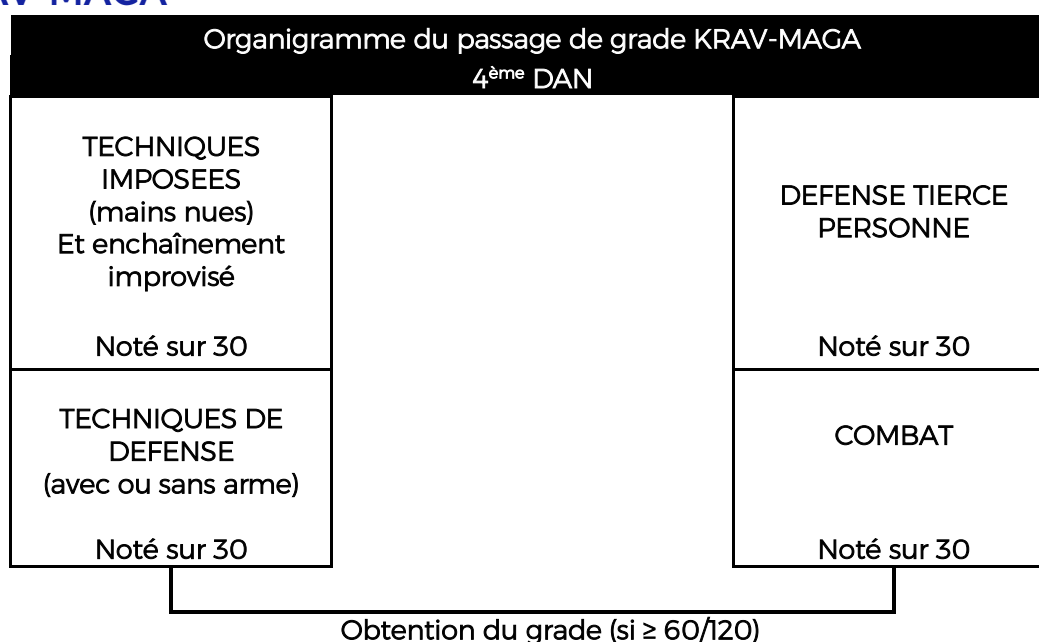 Organigramme du passage de grade KRAV-MAGA
4ème DAN
TECHNIQUES
IMPOSEES
(mains nues)
Et enchaînement
improvisé
Noté sur 30
DEFENSE TIERCE
PERSONNE
Noté sur 30
TECHNIQUES DE
DEFENSE
(avec ou sans arme)
Noté sur 30
COMBAT
Noté sur 30
Obtention du grade (si ≥ 60/120)